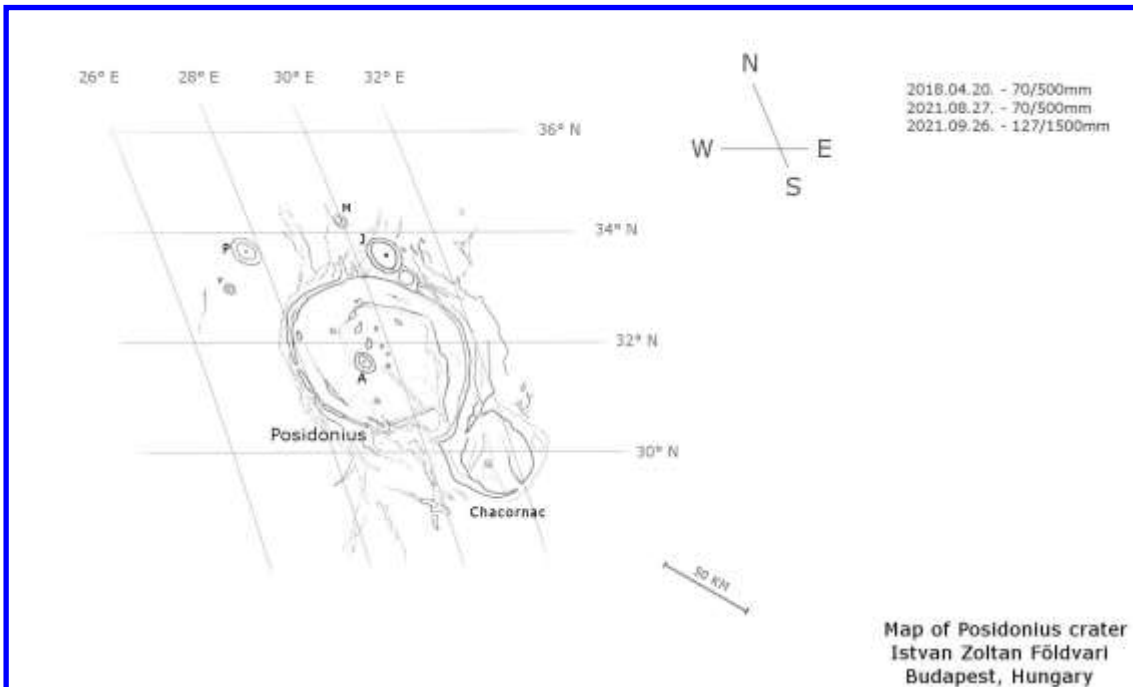 N
26° E
28° E
30° E
32° E
2018.04.20. - 70/500mm
2021.08.27. - 70/500mm
2021.09.26. - 127/1500mm
36° N
W
E
S
H
34° N
J
P
32° N
A
Posidonius
30° N
Chacornac
50 KM
Map of Posidonius crater
Istvan Zoltan Földvari
Budapest, Hungary